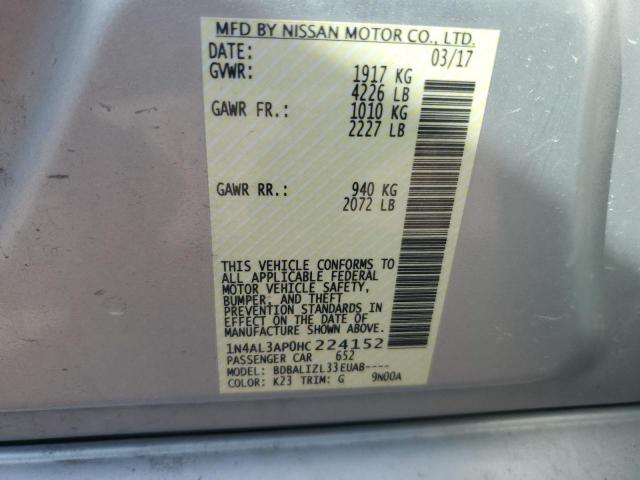 MFD BY NISSAN MOTOR CO., LTD.
DATE: 03/17
GVWR: 1917 KG
4226 LB
GAWR FR.: 1010 KG
2227 LB
GAWR RR.: 940 KG
2072 LB
THIS VEHICLE CONFORMS TO
ALL APPLICABLE FEDERAL
MOTOR VEHICLE SAFETY,
BUMPER, AND THEFT
PREVENTION STANDARDS IN
EFFECT ON THE DATE OF
MANUFACTURE SHOWN ABOVE.
1N4AL3AP0HC224152
PASSENGER CAR 652
MODEL: BDBALIZL33EUAB----
COLOR: K23 TRIM: G 9N00A